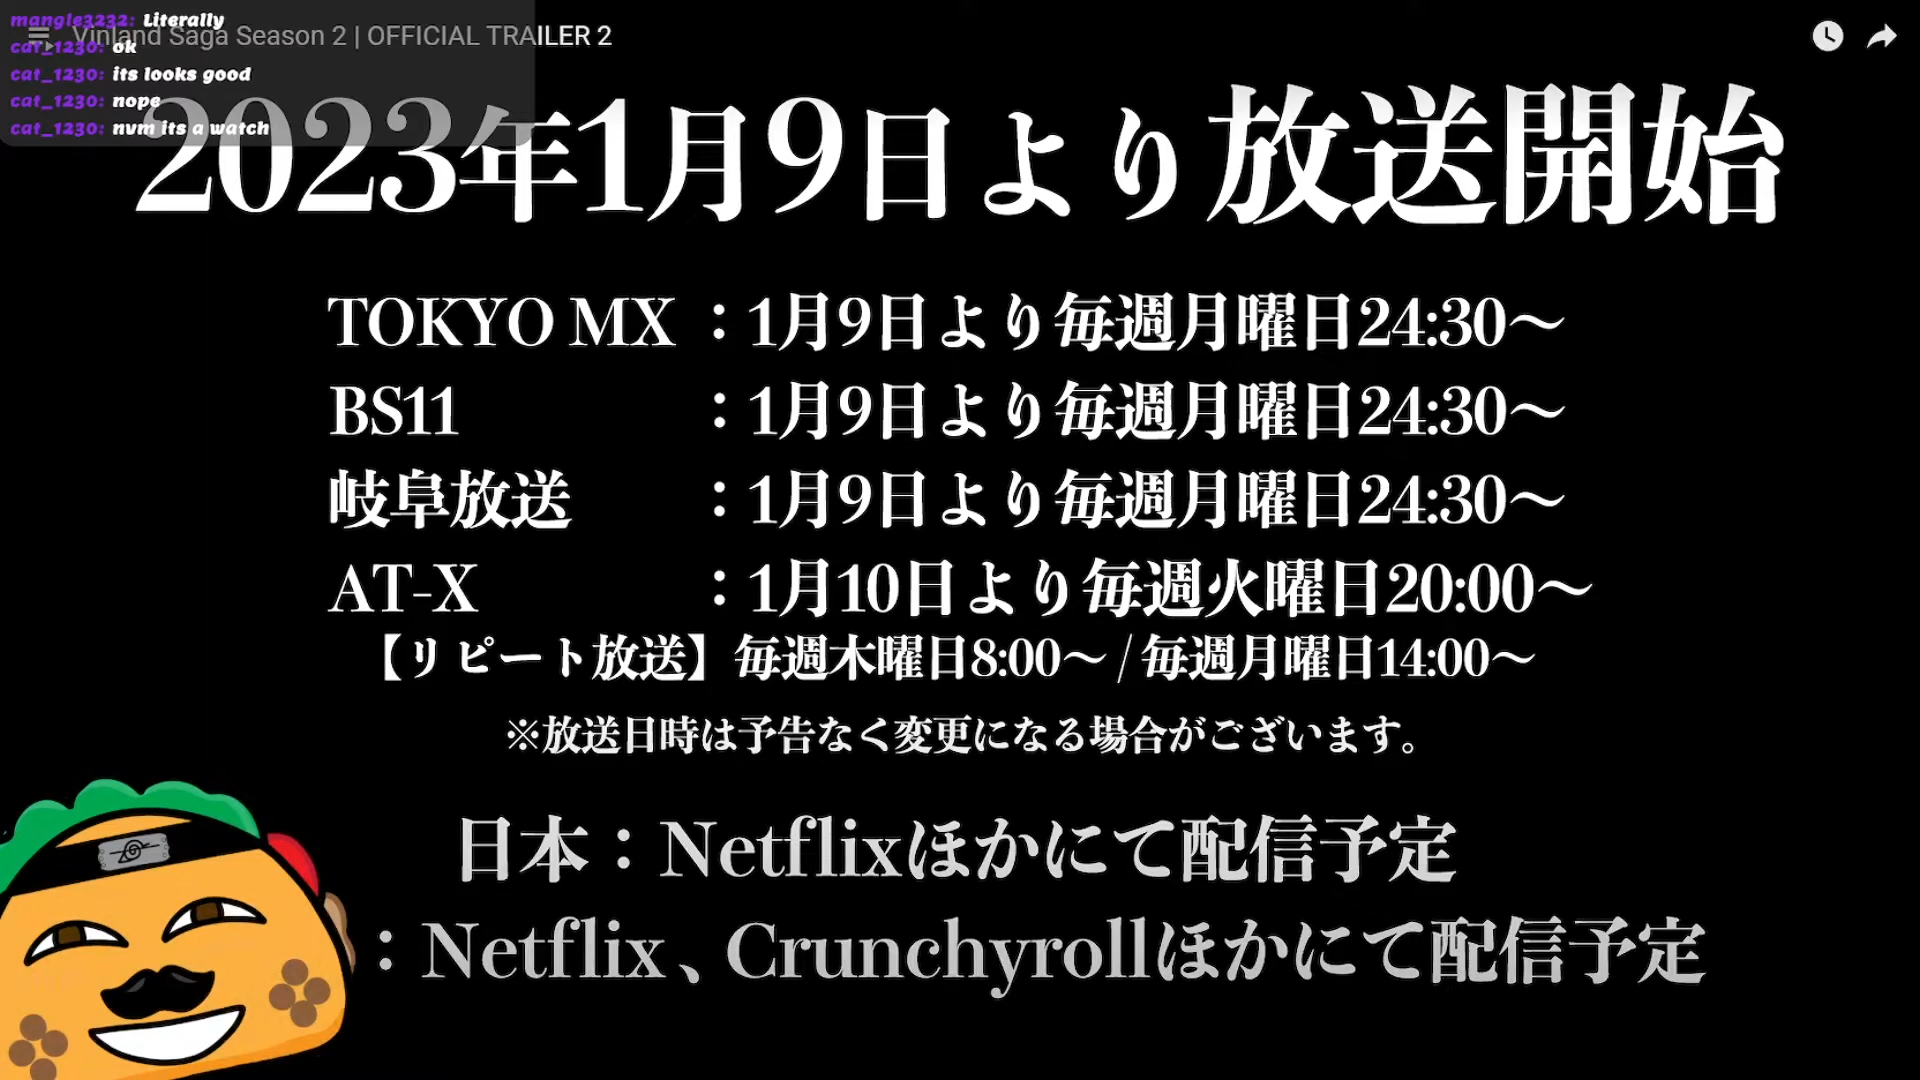 mangle3232: Literally
Vinland Saga Season 2 | OFFICIAL TRAILER 2
cat_1230: ok
cat_1230: its looks good
cat_1230: nope
cat_1230: nvm its a watch
2023年1月9日より放送開始
TOKYO MX :1月9日より毎週月曜日24:30〜
BS11 :1月9日より毎週月曜日24:30〜
岐阜放送 :1月9日より毎週月曜日24:30〜
AT-X :1月10日より毎週火曜日20:00〜
【リピート放送】毎週木曜日8:00〜/毎週月曜日14:00〜
※放送日時は予告なく変更になる場合がございます。
日本:Netflixほかにて配信予定
:Netflix、Crunchyrollほかにて配信予定